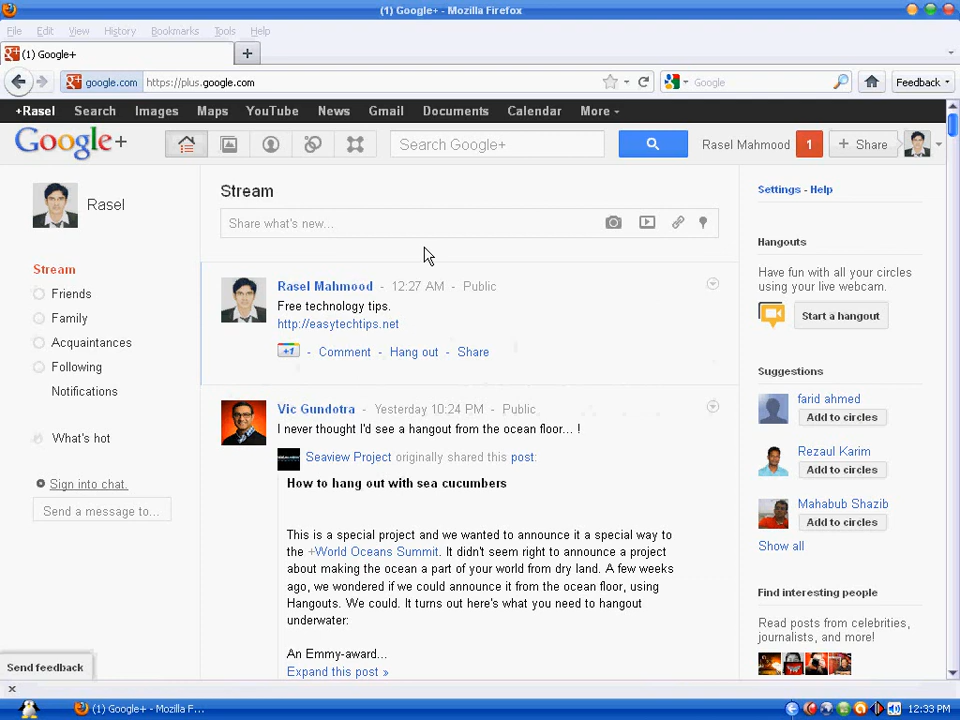 (1) Google+ - Mozilla Firefox
File Edit View History Bookmarks Tools Help
(1) Google+
google.com https://plus.google.com Google Feedback
+Rasel Search Images Maps YouTube News Gmail Documents Calendar More
Google+ Search Google+ Rasel Mahmood 1 + Share
Rasel
Stream
Friends
Family
Acquaintances
Following
Notifications
What's hot
Sign into chat.
Send a message to...
Send feedback
Stream
Share what's new...
Rasel Mahmood - 12:27 AM - Public
Free technology tips.
http://easytechtips.net
+1 - Comment - Hang out - Share
Vic Gundotra - Yesterday 10:24 PM - Public
I never thought I'd see a hangout from the ocean floor... !
Seaview Project originally shared this post:
How to hang out with sea cucumbers
This is a special project and we wanted to announce it a special way to
the +World Oceans Summit. It didn't seem right to announce a project
about making the ocean a part of your world from dry land. A few weeks
ago, we wondered if we could announce it from the ocean floor, using
Hangouts. We could. It turns out here's what you need to hangout
underwater:
An Emmy-award...
Expand this post »
Settings - Help
Hangouts
Have fun with all your circles
using your live webcam.
Start a hangout
Suggestions
farid ahmed
Add to circles
Rezaul Karim
Add to circles
Mahabub Shazib
Add to circles
Show all
Find interesting people
Read posts from celebrities,
journalists, and more!
(1) Google+ - Mozilla F...
12:33 PM